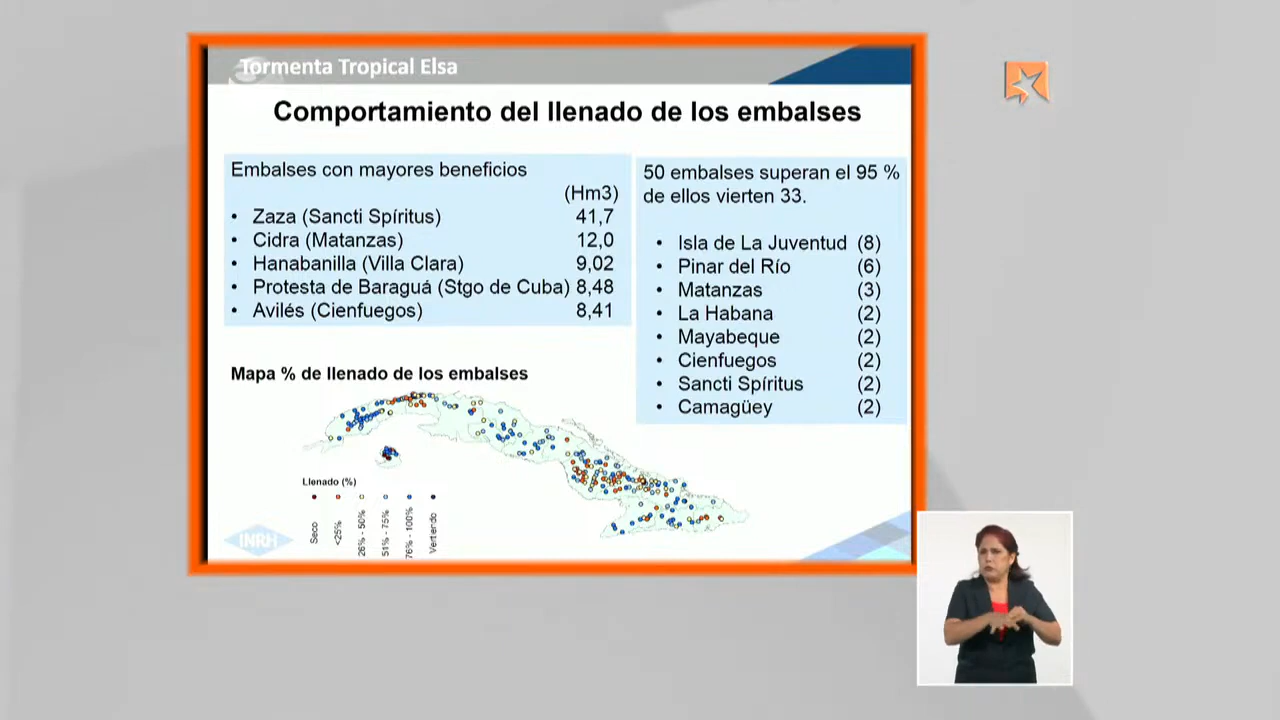 Tormenta Tropical Elsa
Comportamiento del llenado de los embalses
Embalses con mayores beneficios
(Hm3)
• Zaza (Sancti Spíritus) 41,7
• Cidra (Matanzas) 12,0
• Hanabanilla (Villa Clara) 9,02
• Protesta de Baraguá (Stgo de Cuba) 8,48
• Avilés (Cienfuegos) 8,41
50 embalses superan el 95 %
de ellos vierten 33.
• Isla de La Juventud (8)
• Pinar del Río (6)
• Matanzas (3)
• La Habana (2)
• Mayabeque (2)
• Cienfuegos (2)
• Sancti Spíritus (2)
• Camagüey (2)
Mapa % de llenado de los embalses
Llenado (%)
Seco
<25%
26% - 50%
51% - 75%
76% - 100%
Vertiendo
INRH